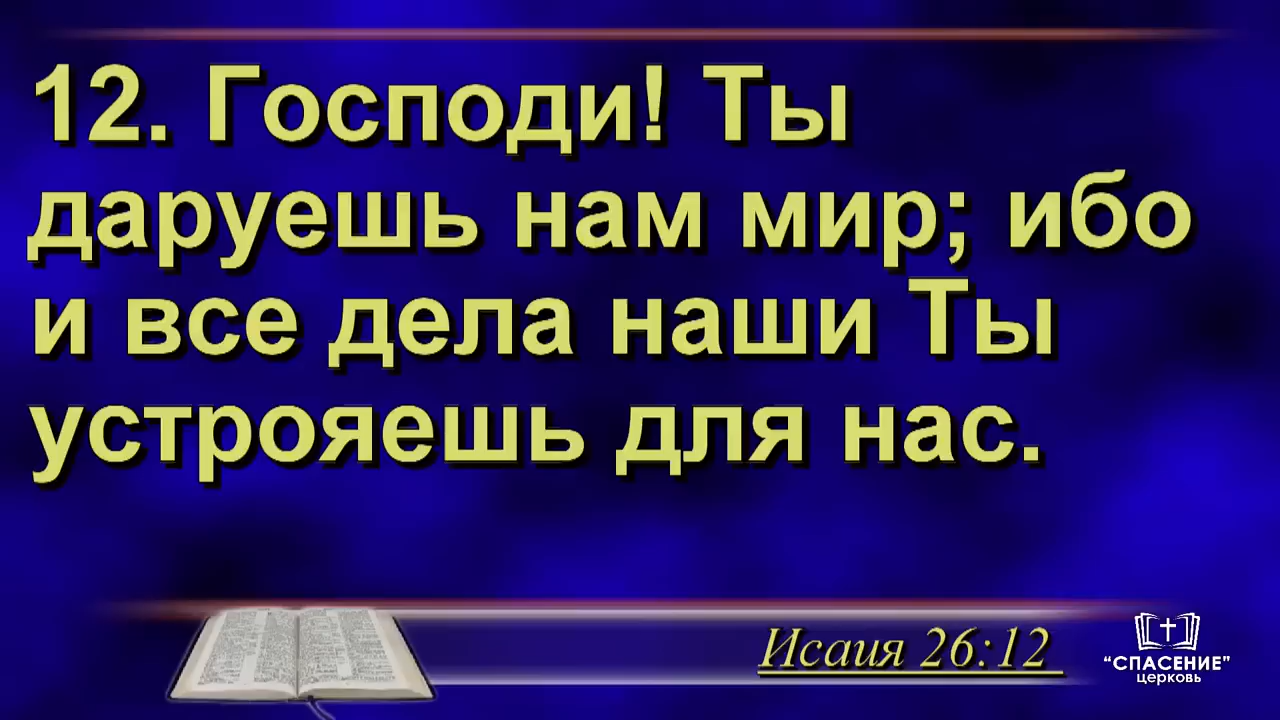 12. Господи! Ты
даруешь нам мир; ибо
и все дела наши Ты
устрояешь для нас.
Исаия 26:12
"СПАСЕНИЕ"
церковь